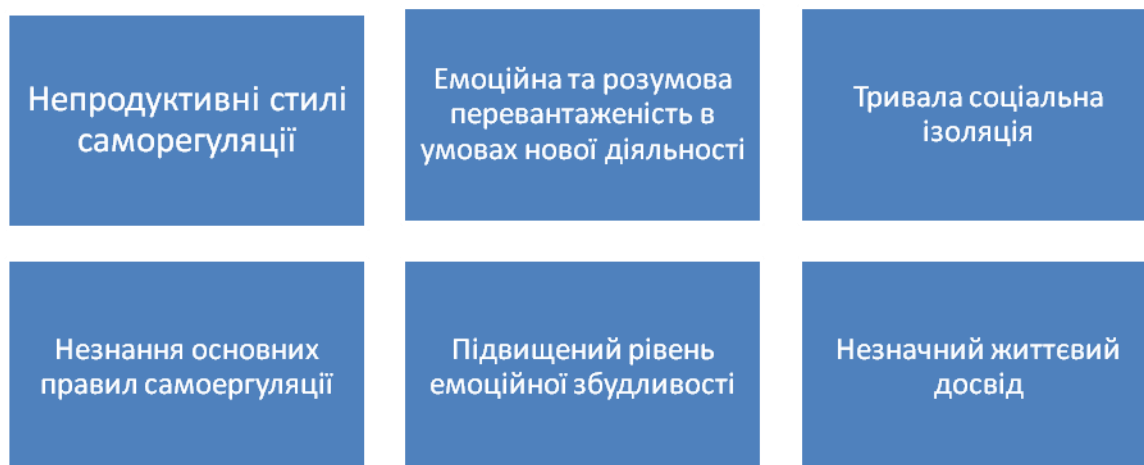 Непродуктивні стилі
саморегуляції
Емоційна та розумова
перевантаженість в
умовах нової діяльності
Тривала соціальна
ізоляція
Незнання основних
правил самоергуляції
Підвищений рівень
емоційної збудливості
Незначний життєвий
досвід